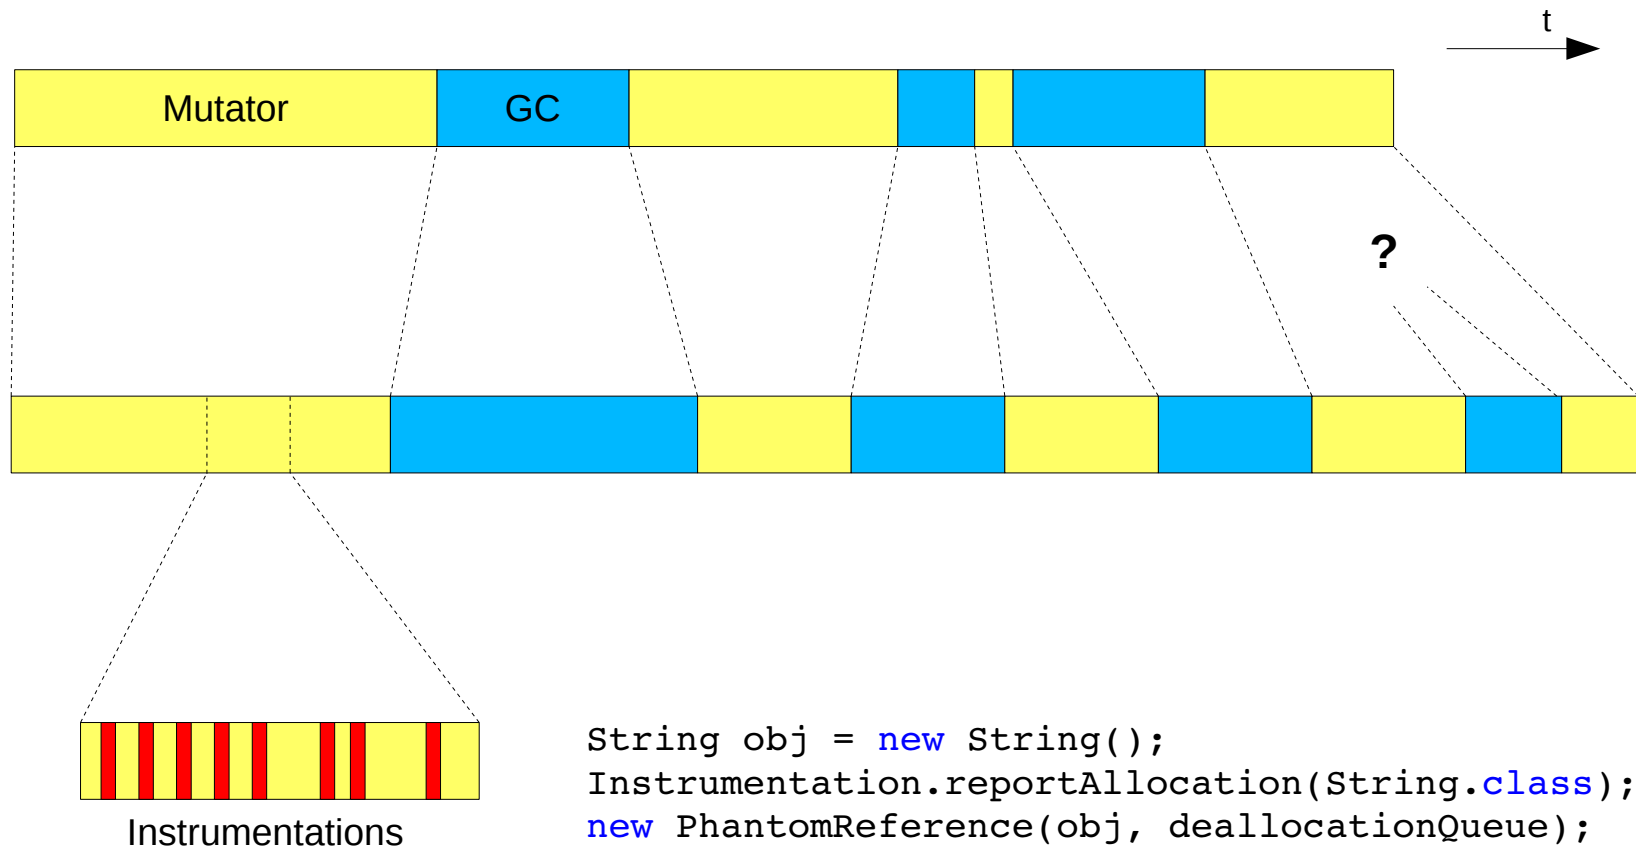 t
Mutator
GC
?
String obj = new String();
Instrumentation.reportAllocation(String.class);
new PhantomReference(obj, deallocationQueue);
Instrumentations